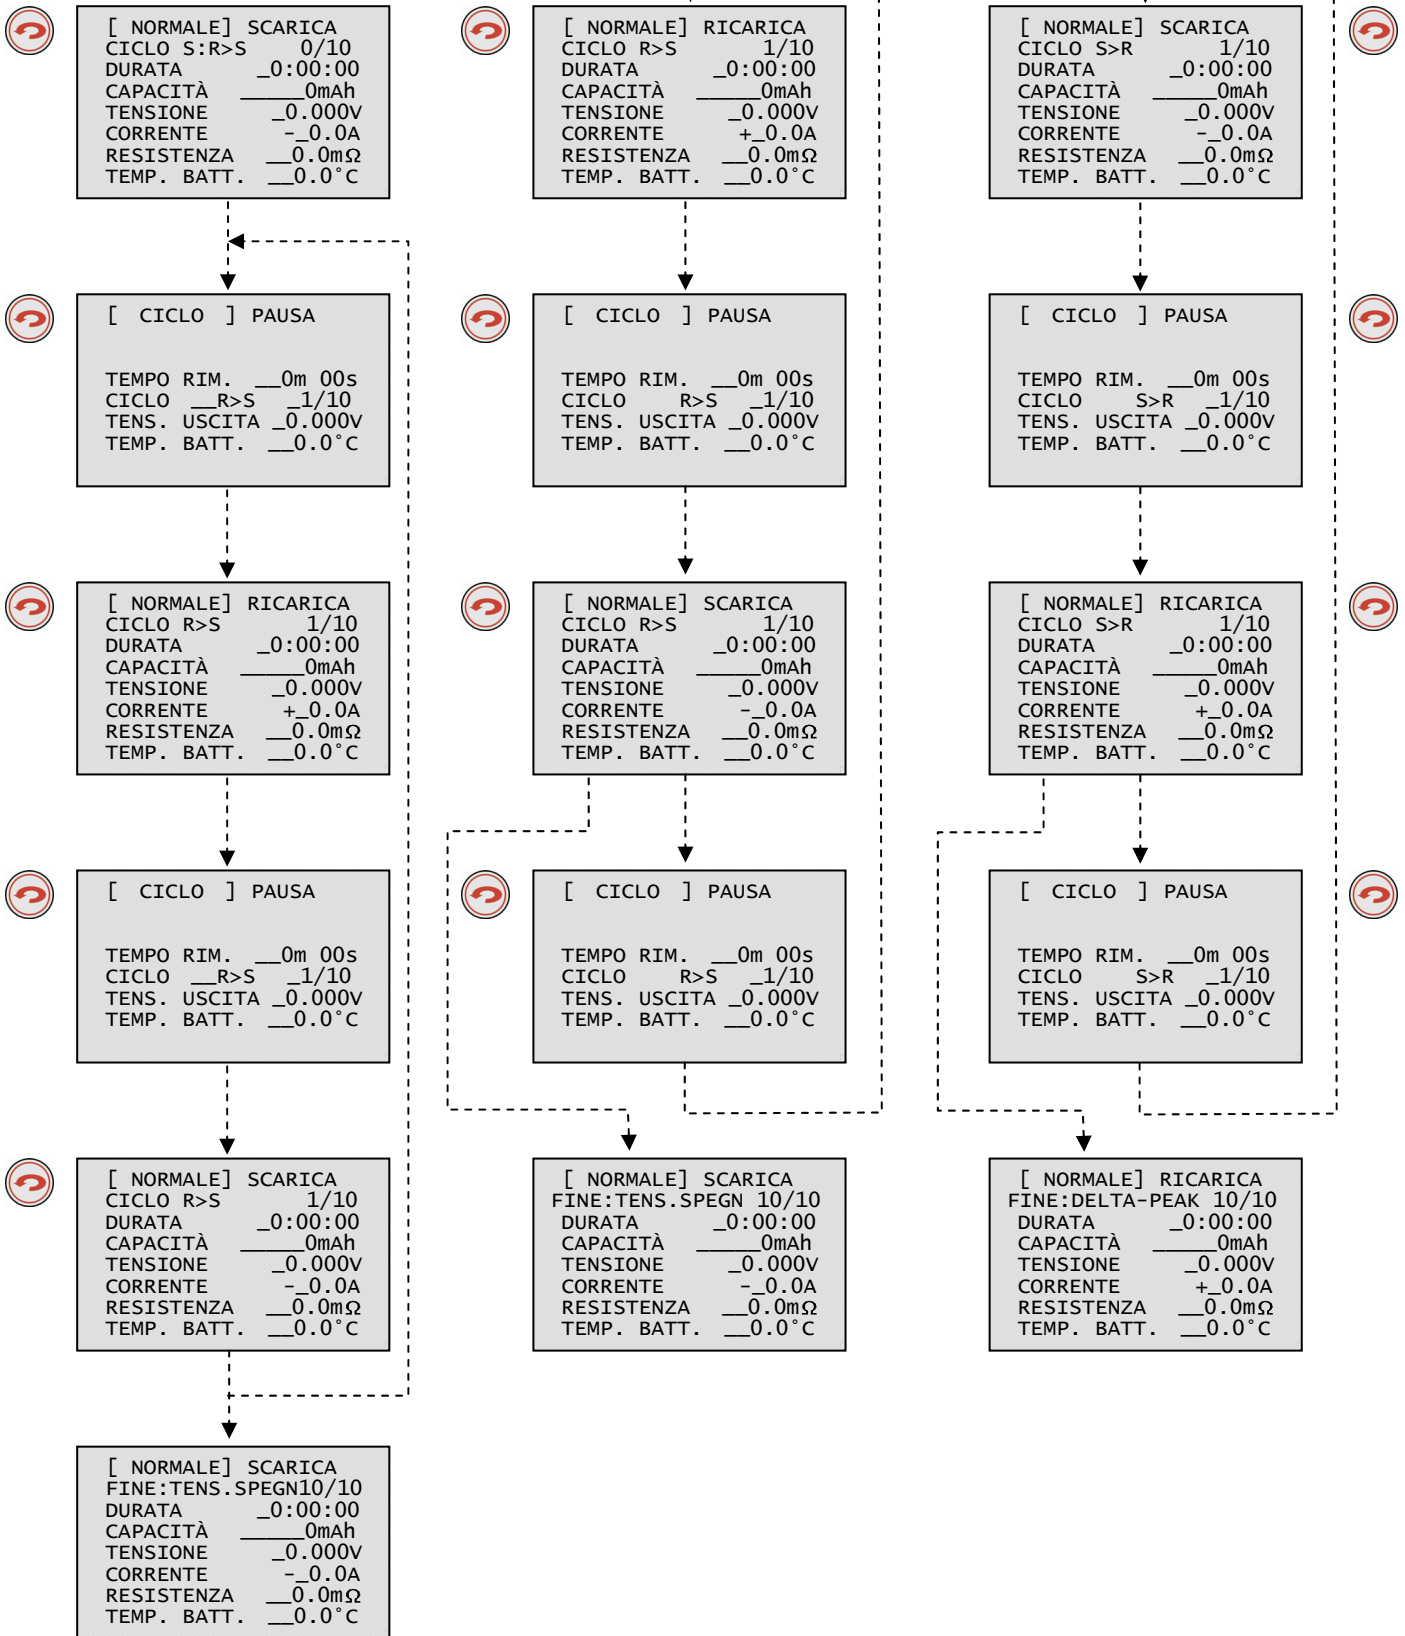 [ NORMALE] SCARICA
CICLO S:R>S 0/10
DURATA _0:00:00
CAPACITÀ _____0mAh
TENSIONE _0.000V
CORRENTE -_0.0A
RESISTENZA __0.0mΩ
TEMP. BATT. __0.0°C
[ CICLO ] PAUSA
TEMPO RIM. __0m 00s
CICLO __R>S _1/10
TENS. USCITA _0.000V
TEMP. BATT. __0.0°C
[ NORMALE] RICARICA
CICLO R>S 1/10
DURATA _0:00:00
CAPACITÀ _____0mAh
TENSIONE _0.000V
CORRENTE +_0.0A
RESISTENZA __0.0mΩ
TEMP. BATT. __0.0°C
[ CICLO ] PAUSA
TEMPO RIM. __0m 00s
CICLO __R>S _1/10
TENS. USCITA _0.000V
TEMP. BATT. __0.0°C
[ NORMALE] SCARICA
CICLO R>S 1/10
DURATA _0:00:00
CAPACITÀ _____0mAh
TENSIONE _0.000V
CORRENTE -_0.0A
RESISTENZA __0.0mΩ
TEMP. BATT. __0.0°C
[ NORMALE] SCARICA
FINE:TENS.SPEGN10/10
DURATA _0:00:00
CAPACITÀ _____0mAh
TENSIONE _0.000V
CORRENTE -_0.0A
RESISTENZA __0.0mΩ
TEMP. BATT. __0.0°C
[ NORMALE] RICARICA
CICLO R>S 1/10
DURATA _0:00:00
CAPACITÀ _____0mAh
TENSIONE _0.000V
CORRENTE +_0.0A
RESISTENZA __0.0mΩ
TEMP. BATT. __0.0°C
[ CICLO ] PAUSA
TEMPO RIM. __0m 00s
CICLO R>S _1/10
TENS. USCITA _0.000V
TEMP. BATT. __0.0°C
[ NORMALE] SCARICA
CICLO R>S 1/10
DURATA _0:00:00
CAPACITÀ _____0mAh
TENSIONE _0.000V
CORRENTE -_0.0A
RESISTENZA __0.0mΩ
TEMP. BATT. __0.0°C
[ CICLO ] PAUSA
TEMPO RIM. __0m 00s
CICLO R>S _1/10
TENS. USCITA _0.000V
TEMP. BATT. __0.0°C
[ NORMALE] SCARICA
FINE:TENS.SPEGN 10/10
DURATA _0:00:00
CAPACITÀ _____0mAh
TENSIONE _0.000V
CORRENTE -_0.0A
RESISTENZA __0.0mΩ
TEMP. BATT. __0.0°C
[ NORMALE] SCARICA
CICLO S>R 1/10
DURATA _0:00:00
CAPACITÀ _____0mAh
TENSIONE _0.000V
CORRENTE -_0.0A
RESISTENZA __0.0mΩ
TEMP. BATT. __0.0°C
[ CICLO ] PAUSA
TEMPO RIM. __0m 00s
CICLO S>R _1/10
TENS. USCITA _0.000V
TEMP. BATT. __0.0°C
[ NORMALE] RICARICA
CICLO S>R 1/10
DURATA _0:00:00
CAPACITÀ _____0mAh
TENSIONE _0.000V
CORRENTE +_0.0A
RESISTENZA __0.0mΩ
TEMP. BATT. __0.0°C
[ CICLO ] PAUSA
TEMPO RIM. __0m 00s
CICLO S>R _1/10
TENS. USCITA _0.000V
TEMP. BATT. __0.0°C
[ NORMALE] RICARICA
FINE:DELTA-PEAK 10/10
DURATA _0:00:00
CAPACITÀ _____0mAh
TENSIONE _0.000V
CORRENTE +_0.0A
RESISTENZA __0.0mΩ
TEMP. BATT. __0.0°C